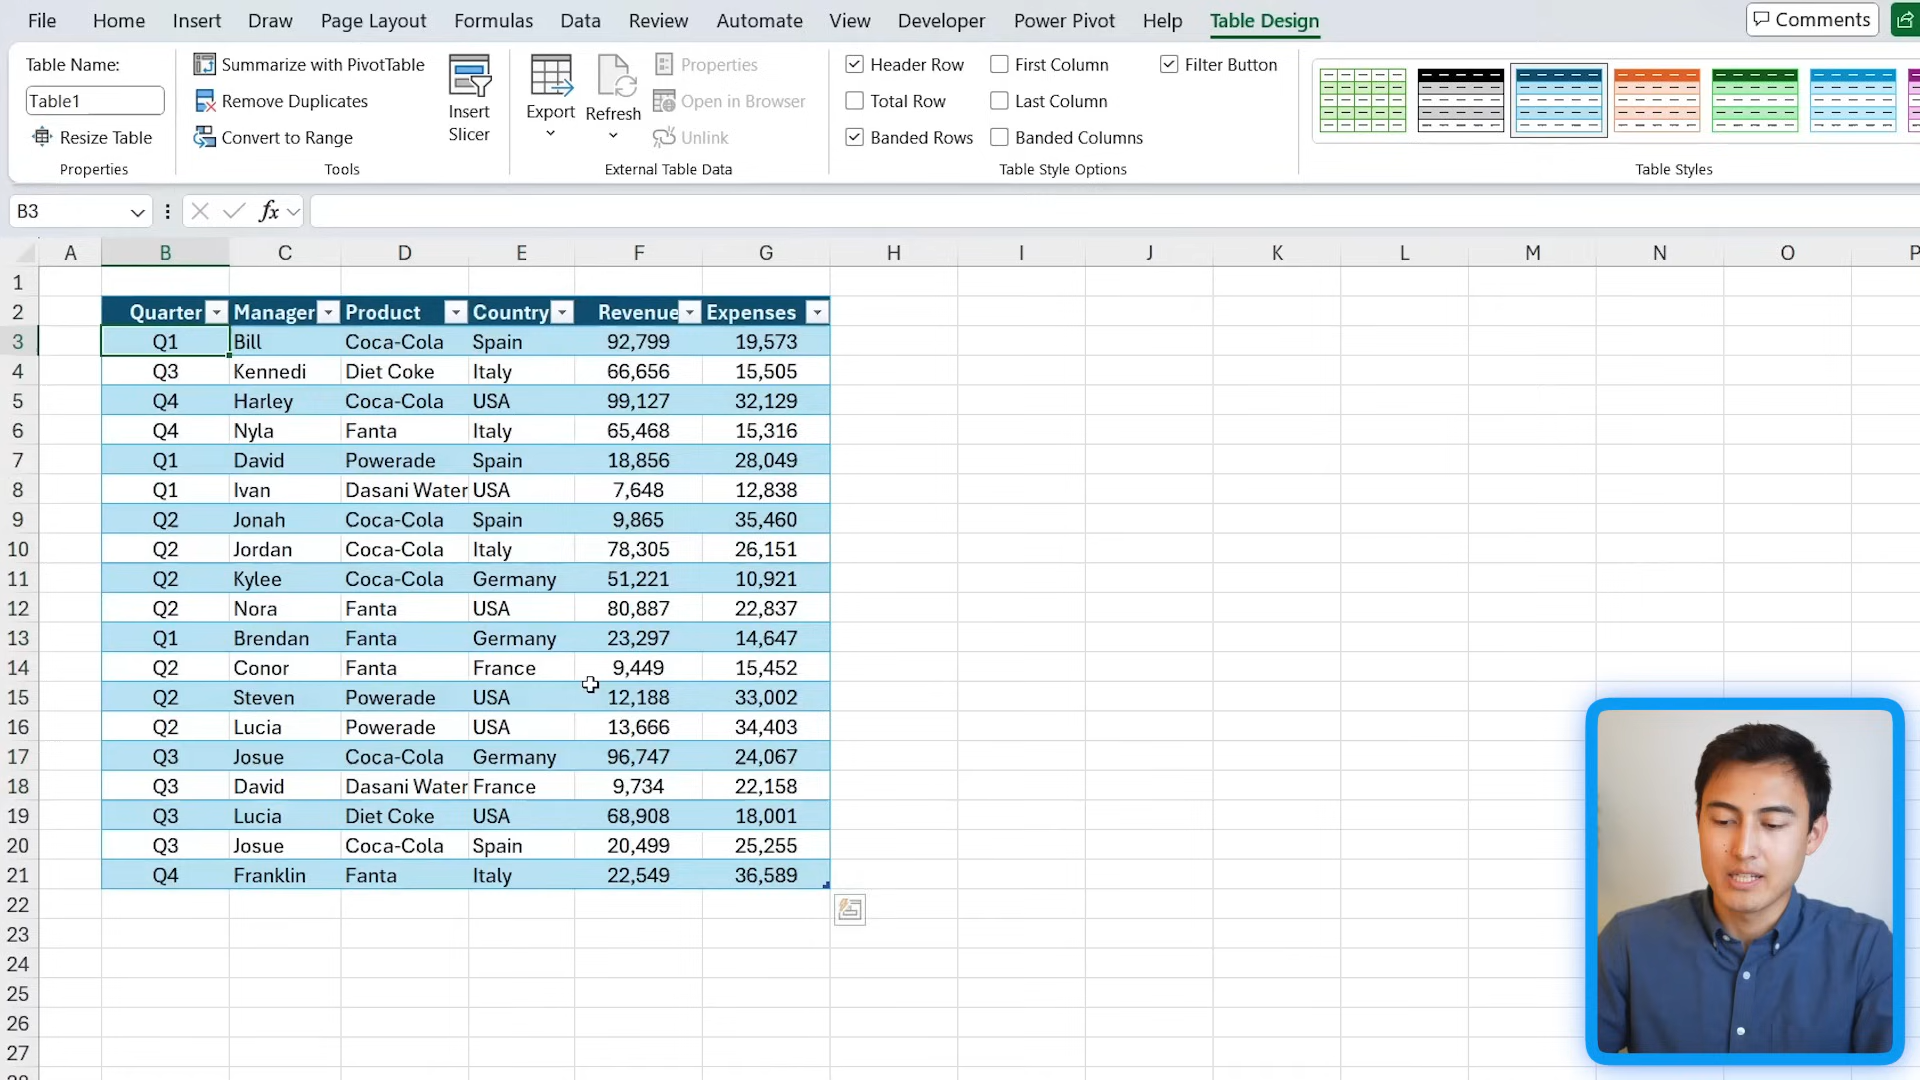 File Home Insert Draw Page Layout Formulas Data Review Automate View Developer Power Pivot Help Table Design Comments
Table Name:
Table1
Resize Table
Properties
Summarize with PivotTable
Remove Duplicates
Convert to Range
Tools
Insert
Slicer
Export
Refresh
Properties
Open in Browser
Unlink
External Table Data
Header Row
Total Row
Banded Rows
First Column
Last Column
Banded Columns
Filter Button
Table Style Options
Table Styles
B3 fx
A B C D E F G H I J K L M N O P
1
2 Quarter Manager Product Country Revenue Expenses
3 Q1 Bill Coca-Cola Spain 92,799 19,573
4 Q3 Kennedi Diet Coke Italy 66,656 15,505
5 Q4 Harley Coca-Cola USA 99,127 32,129
6 Q4 Nyla Fanta Italy 65,468 15,316
7 Q1 David Powerade Spain 18,856 28,049
8 Q1 Ivan Dasani Water USA 7,648 12,838
9 Q2 Jonah Coca-Cola Spain 9,865 35,460
10 Q2 Jordan Coca-Cola Italy 78,305 26,151
11 Q2 Kylee Coca-Cola Germany 51,221 10,921
12 Q2 Nora Fanta USA 80,887 22,837
13 Q1 Brendan Fanta Germany 23,297 14,647
14 Q2 Conor Fanta France 9,449 15,452
15 Q2 Steven Powerade USA 12,188 33,002
16 Q2 Lucia Powerade USA 13,666 34,403
17 Q3 Josue Coca-Cola Germany 96,747 24,067
18 Q3 David Dasani Water France 9,734 22,158
19 Q3 Lucia Diet Coke USA 68,908 18,001
20 Q3 Josue Coca-Cola Spain 20,499 25,255
21 Q4 Franklin Fanta Italy 22,549 36,589
22
23
24
25
26
27